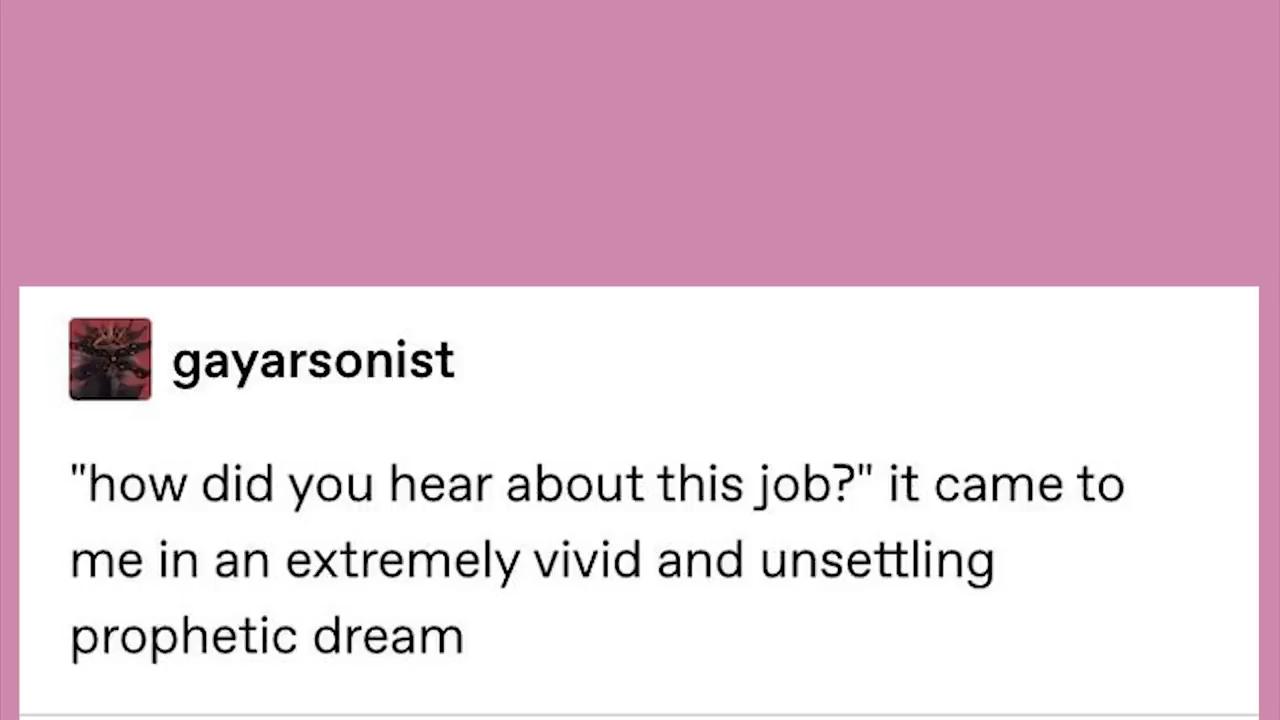 gayarsonist
"how did you hear about this job?" it came to
me in an extremely vivid and unsettling
prophetic dream